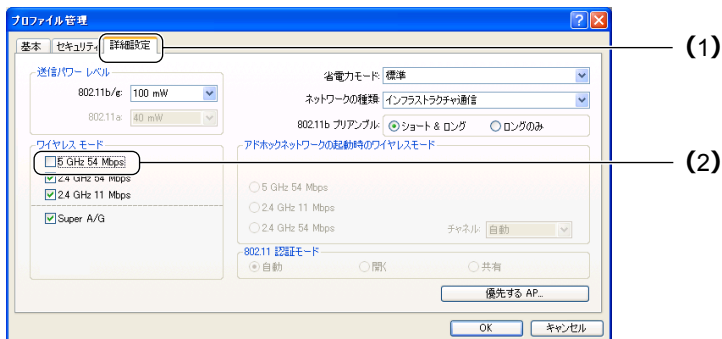 プロファイル管理
基本 セキュリティ 詳細設定
(1)
送信パワー レベル
802.11b/g: 100 mW
802.11a: 40 mW
省電力モード: 標準
ネットワークの種類: インフラストラクチャ通信
802.11b プリアンブル: ショート & ロング ロングのみ
ワイヤレス モード
5 GHz 54 Mbps
(2)
2.4 GHz 54 Mbps
2.4 GHz 11 Mbps
Super A/G
アドホックネットワークの起動時のワイヤレスモード
5 GHz 54 Mbps
2.4 GHz 11 Mbps
2.4 GHz 54 Mbps
チャネル: 自動
802.11 認証モード
自動 開く 共有
優先する AP...
OK キャンセル